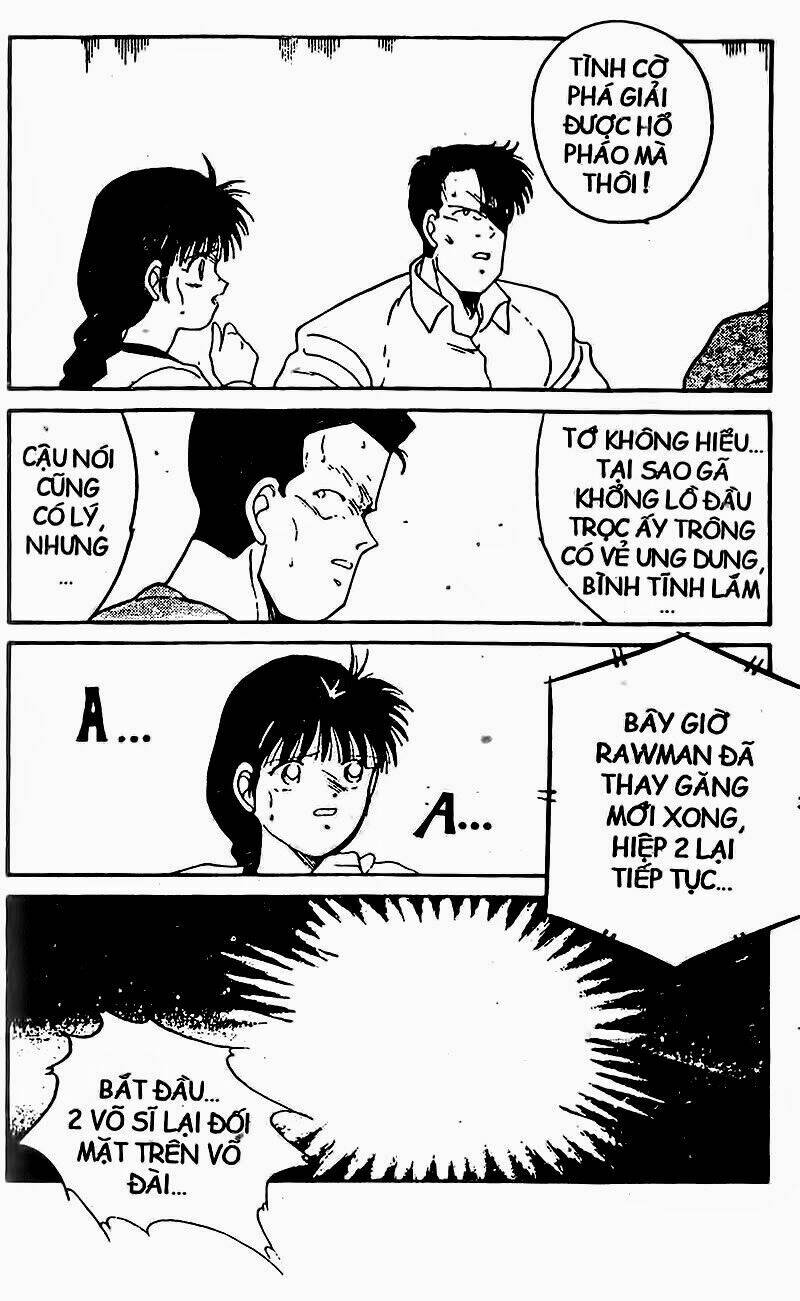 TÌNH CỜ
PHÁ GIẢI
ĐƯỢC HỔ
PHÁO MÀ
THÔI!
CẬU NÓI
CŨNG
CÓ LÝ,
NHƯNG
...
TỚ KHÔNG HIỂU...
TẠI SAO GÃ
KHỔNG LỒ ĐẦU
TRỌC ẤY TRÔNG
CÓ VẺ UNG DUNG,
BÌNH TĨNH LẮM
...
A...
A...
BÂY GIỜ
RAWMAN ĐÃ
THAY GĂNG
MỚI XONG,
HIỆP 2 LẠI
TIẾP TỤC...
BẮT ĐẦU...
2 VÕ SĨ LẠI ĐỐI
MẶT TRÊN VÕ
ĐÀI...